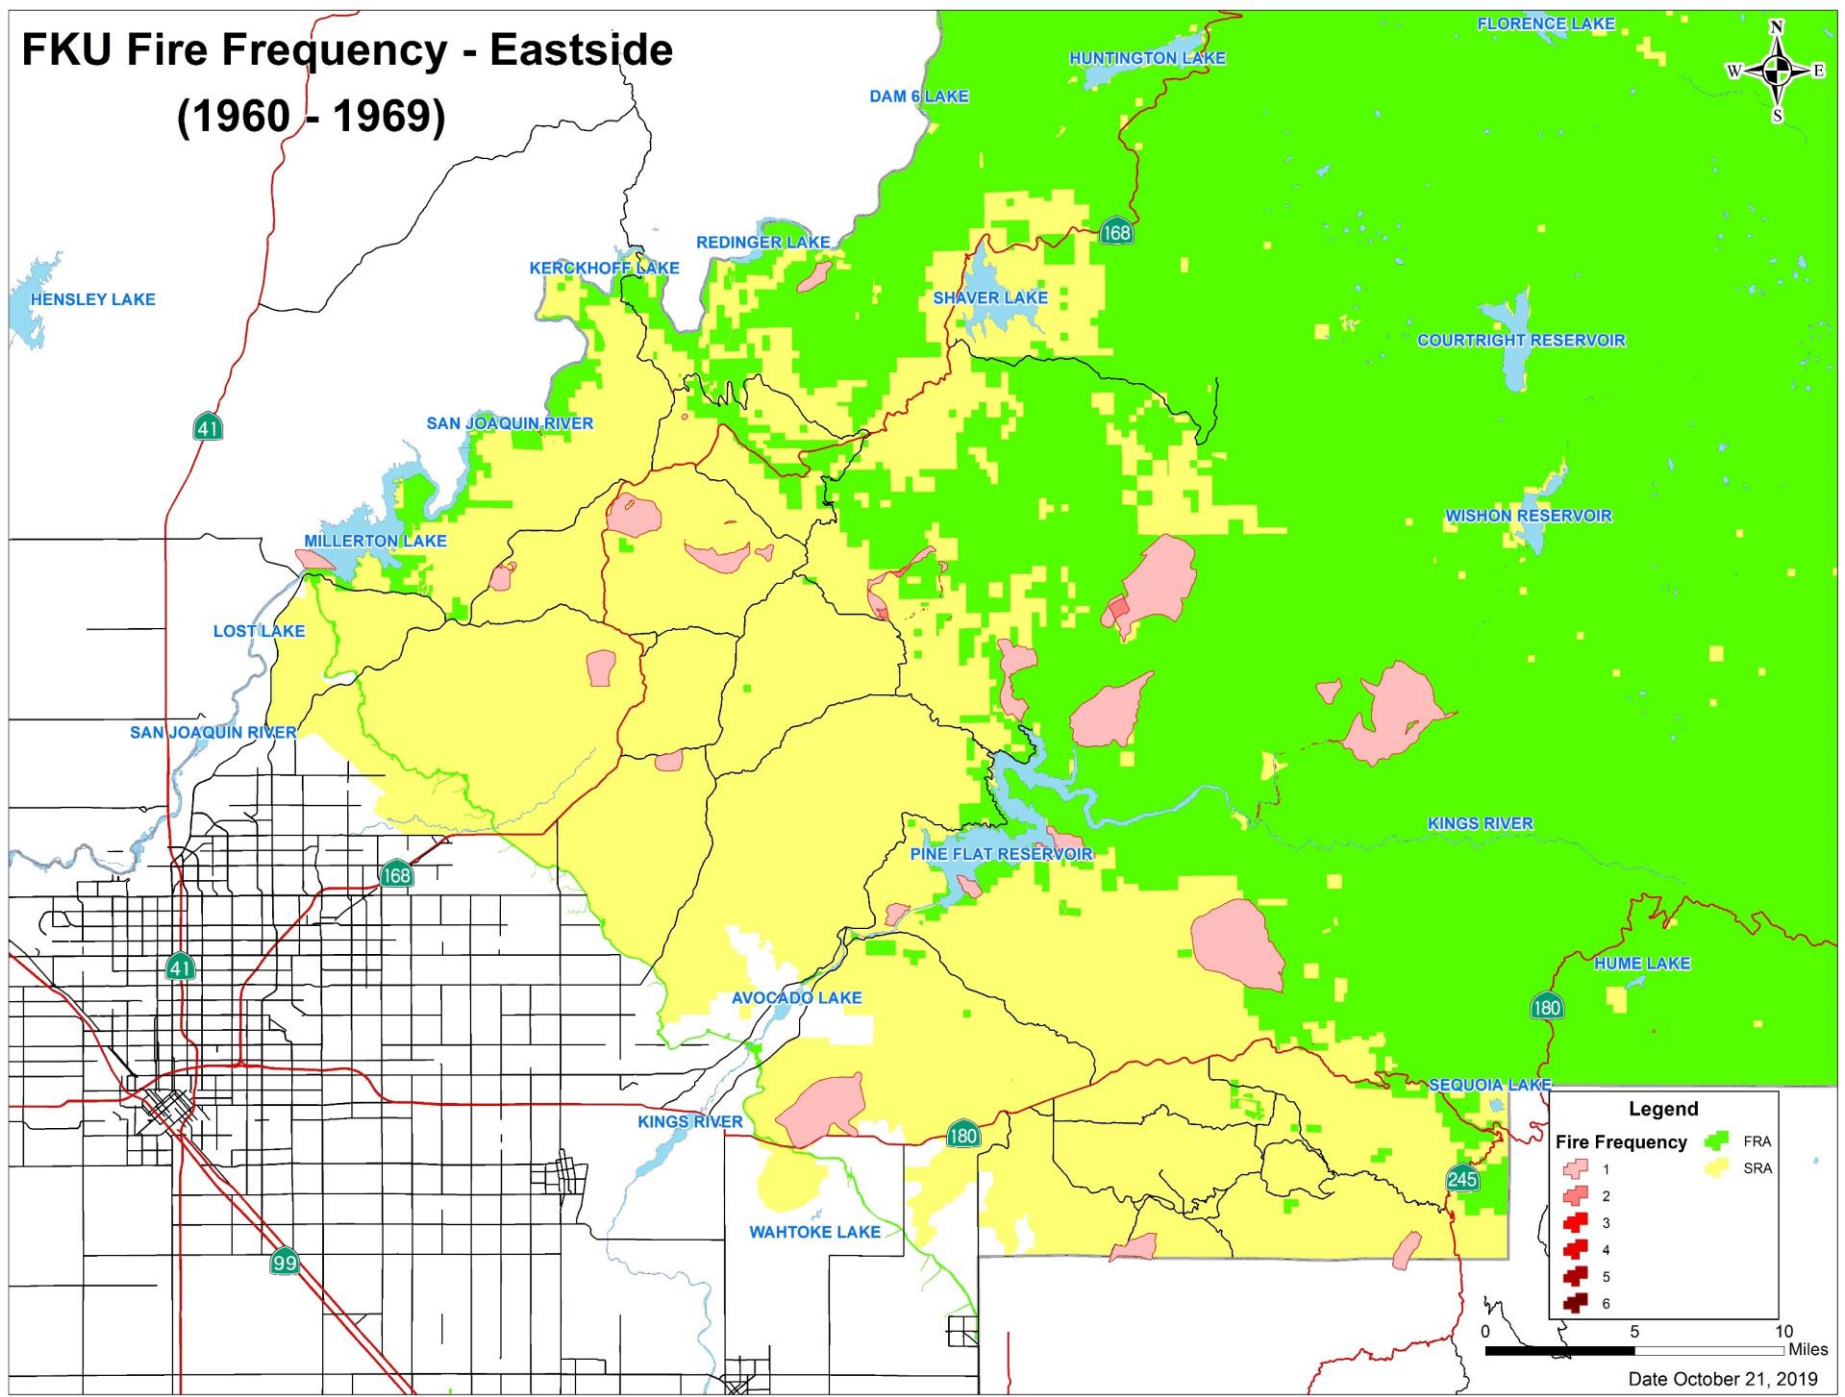 FKU Fire Frequency - Eastside
(1960 - 1969)
FLORENCE LAKE
HUNTINGTON LAKE
N
W E
S
DAM 6 LAKE
168
REDINGER LAKE
KERCKHOFF LAKE
HENSLEY LAKE
SHAVER LAKE
COURTRIGHT RESERVOIR
41
SAN JOAQUIN RIVER
WISHON RESERVOIR
MILLERTON LAKE
LOST LAKE
SAN JOAQUIN RIVER
KINGS RIVER
PINE FLAT RESERVOIR
168
41
HUME LAKE
AVOCADO LAKE
180
SEQUOIA LAKE
KINGS RIVER
180
245
WAHTOKE LAKE
99
Legend
Fire Frequency
1
2
3
4
5
6
FRA
SRA
0 5 10
Miles
Date October 21, 2019